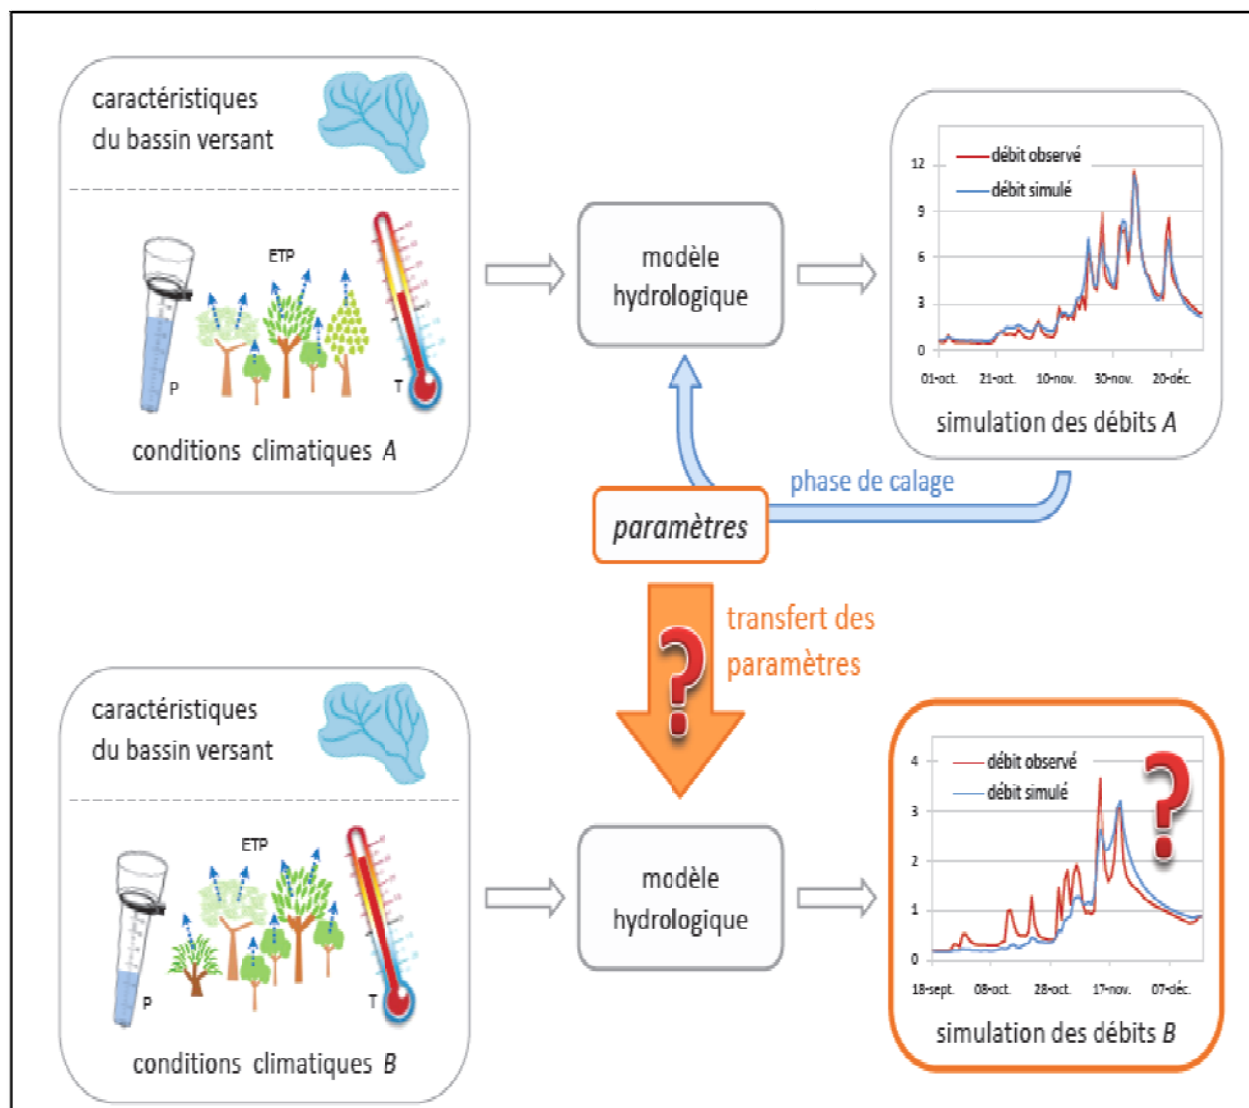 caractéristiques
du bassin versant
ETP
P
T
conditions climatiques A
modèle
hydrologique
débit observé
débit simulé
12
9
6
3
0
01-oct.
21-oct.
10-nov.
30-nov.
20-déc.
simulation des débits A
phase de calage
paramètres
transfert des
paramètres
?
caractéristiques
du bassin versant
ETP
P
T
conditions climatiques B
modèle
hydrologique
débit observé
débit simulé
?
4
3
2
1
0
18-sept.
08-oct.
28-oct.
17-nov.
07-déc.
simulation des débits B